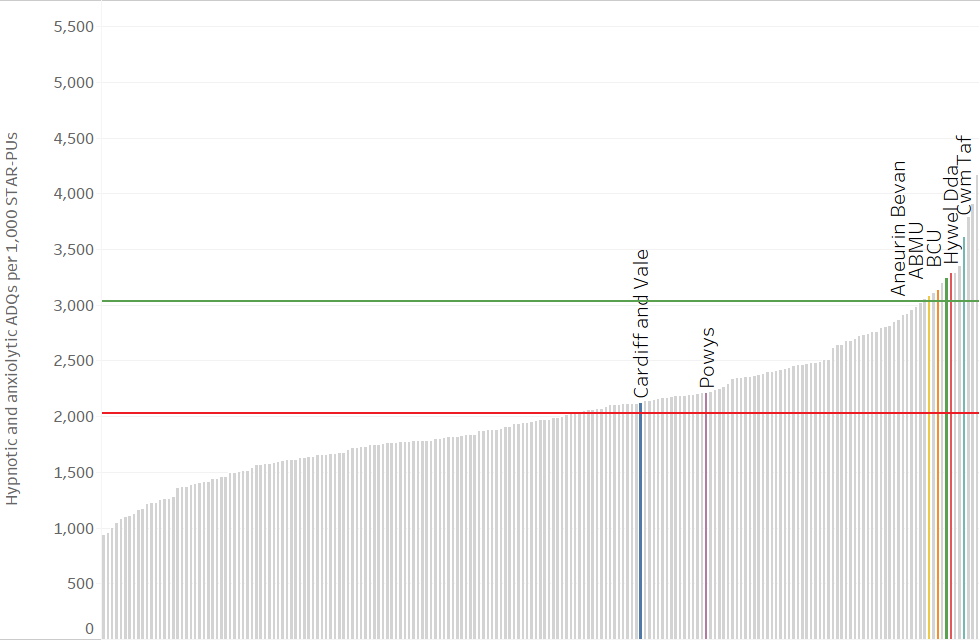 5,500
5,000
4,500
4,000
3,500
3,000
2,500
2,000
1,500
1,000
500
0
Hypnotic and anxiolytic ADQs per 1,000 STAR-PUs
Cardiff and Vale
Powys
Aneurin Bevan
ABMU
BCU
Hywel Dda
Cwm Taf